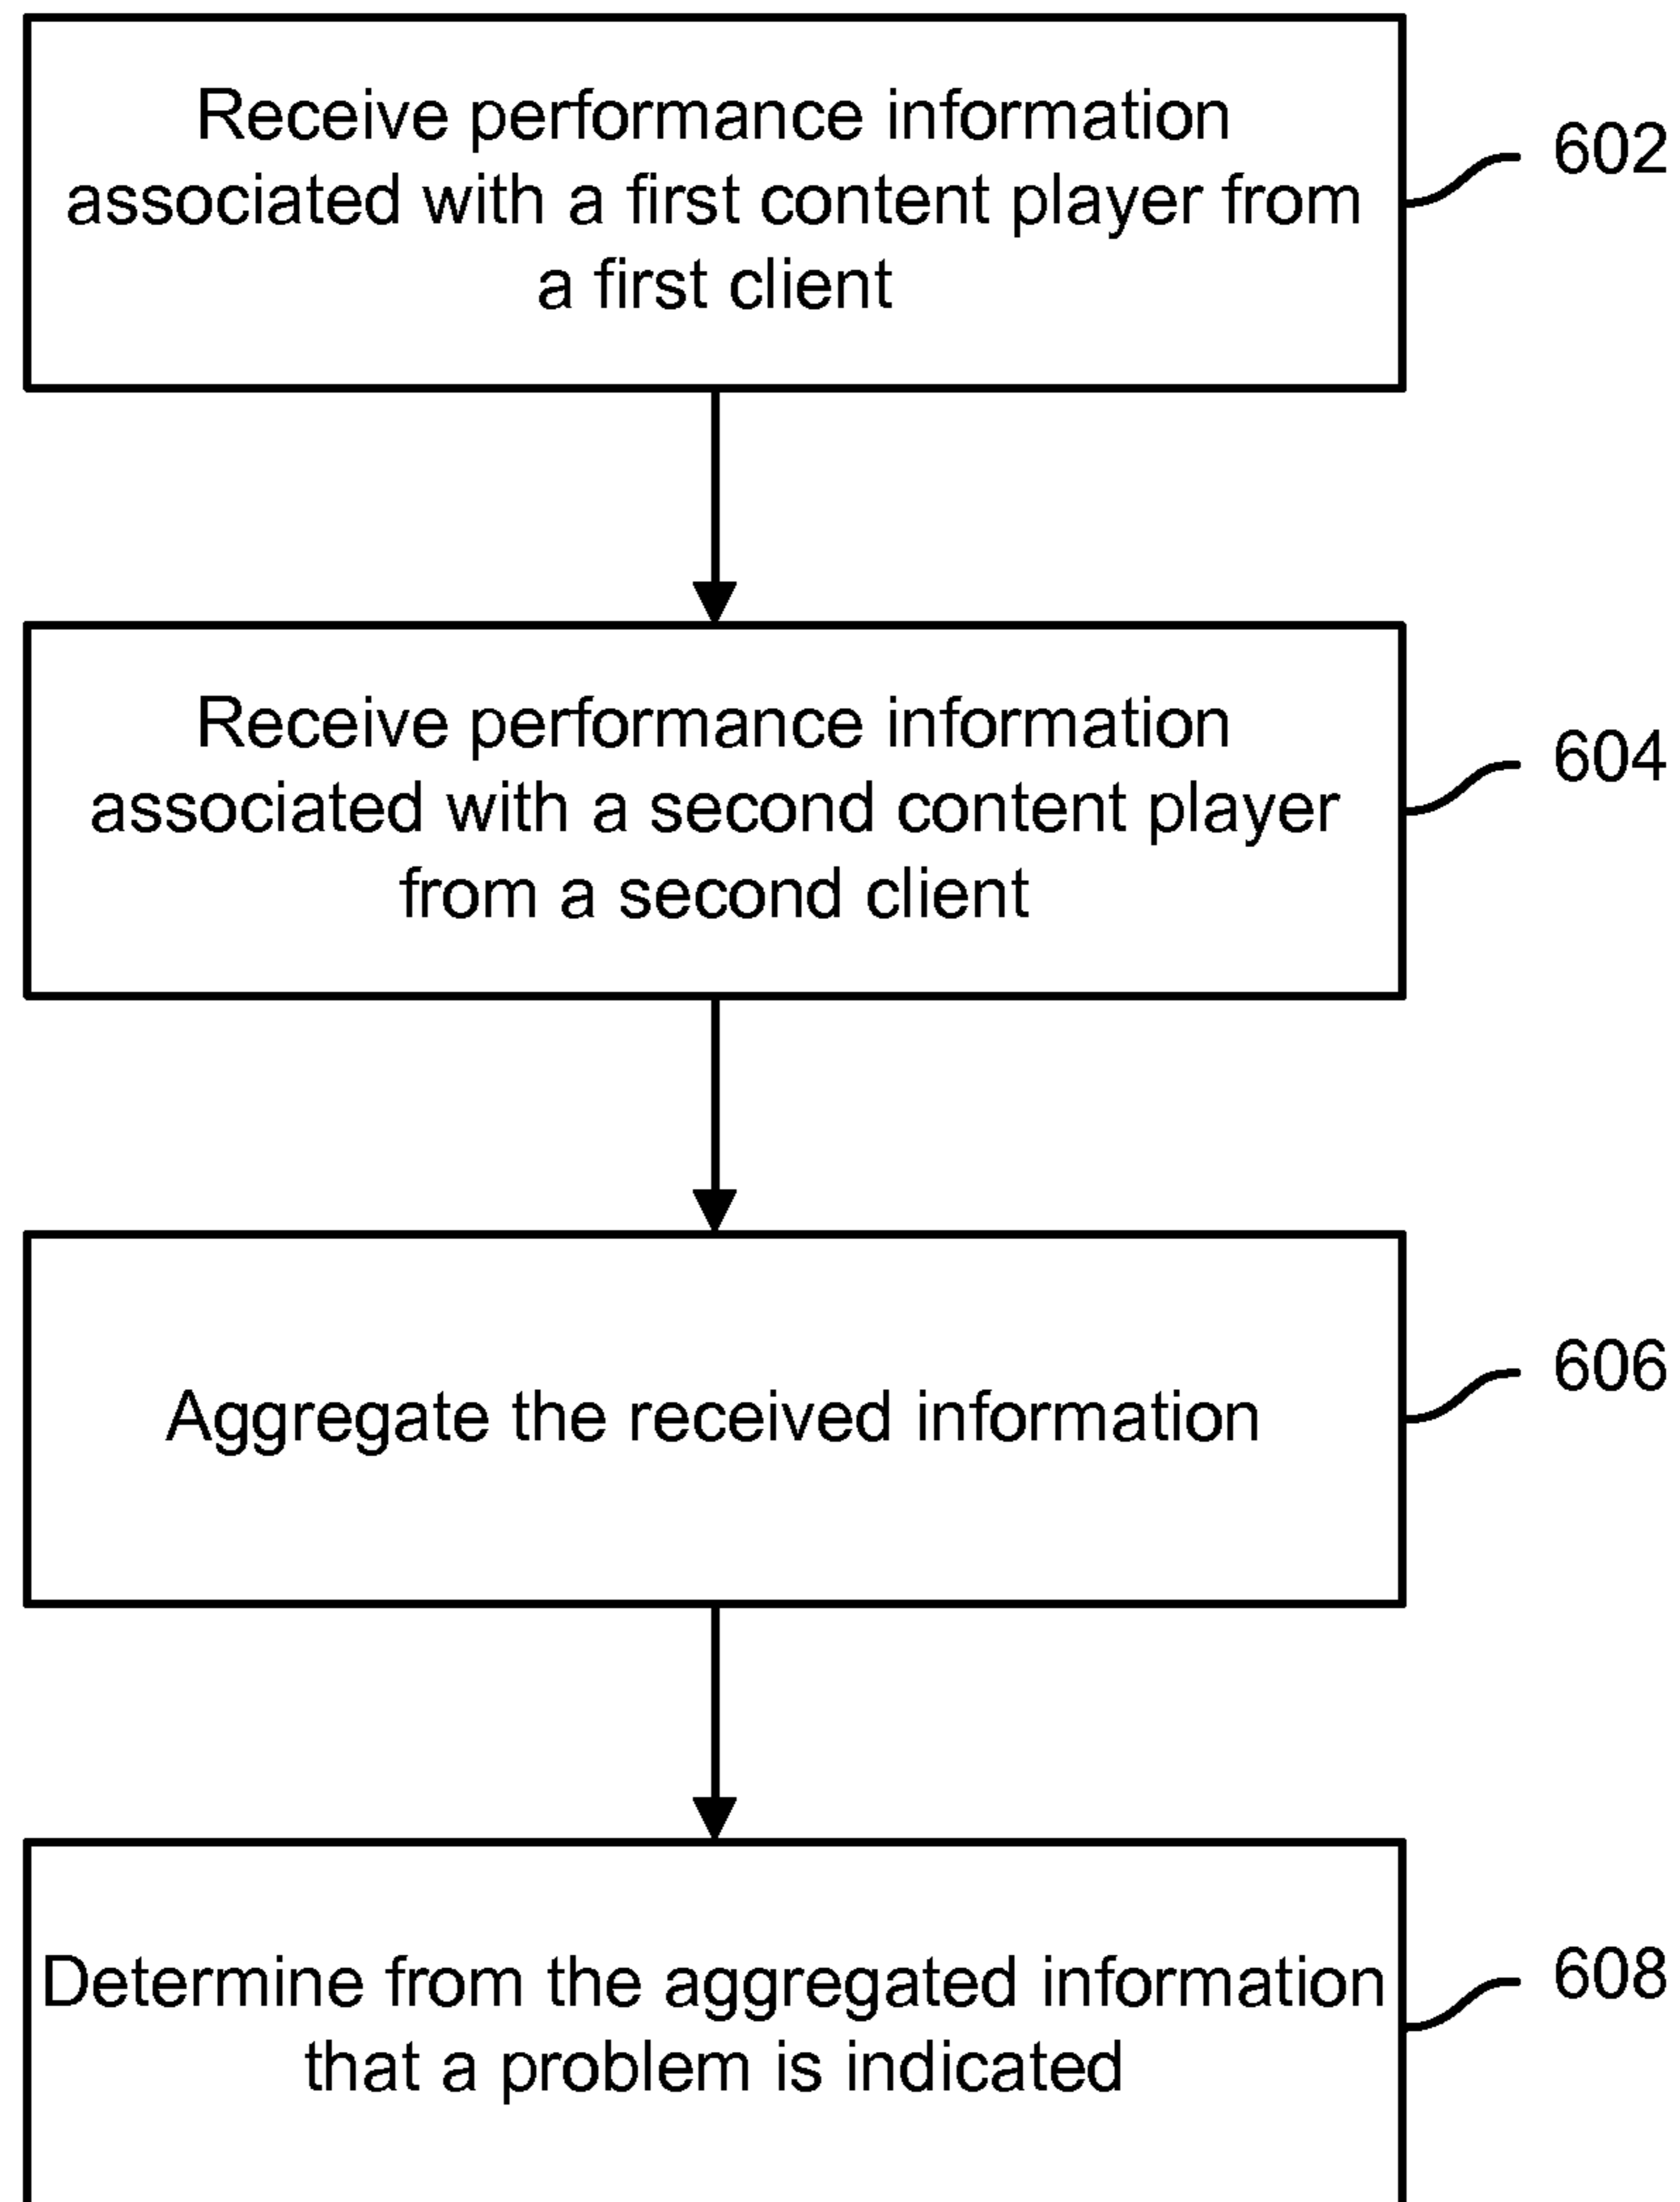 Receive performance information
associated with a first content player from
a first client
602
Receive performance information
associated with a second content player
from a second client
604
Aggregate the received information
606
Determine from the aggregated information
that a problem is indicated
608